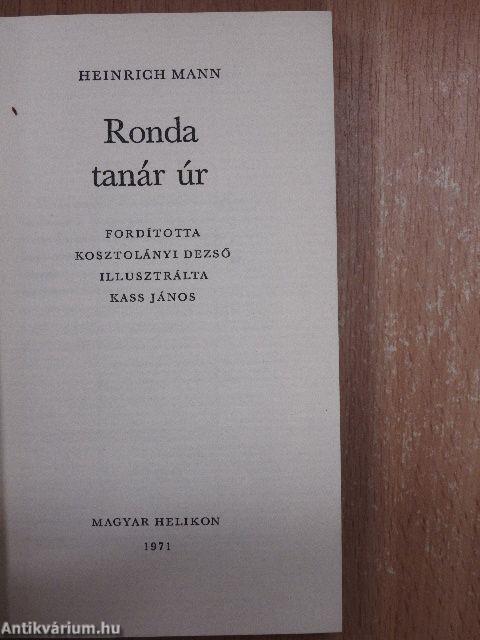 HEINRICH MANN
Ronda
tanár úr
FORDÍTOTTA
KOSZTOLÁNYI DEZSŐ
ILLUSZTRÁLTA
KASS JÁNOS
MAGYAR HELIKON
1971
Antikvárium.hu